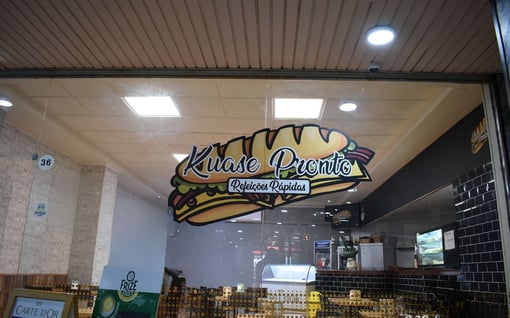 Kuase Pronto
Refeições Rápidas
36
FRIZE
CARTE D'OR